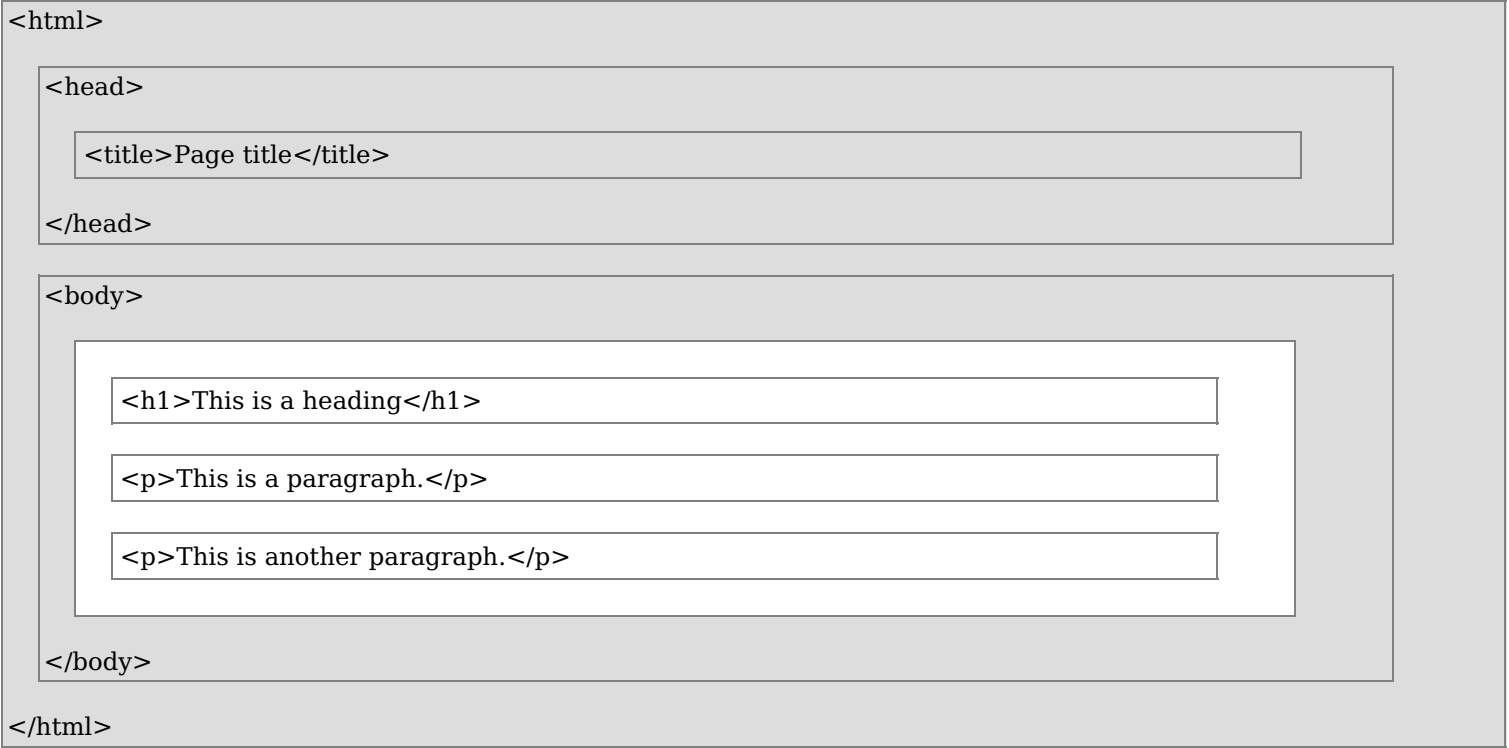 <html>
<head>
<title>Page title</title>
</head>
<body>
<h1>This is a heading</h1>
<p>This is a paragraph.</p>
<p>This is another paragraph.</p>
</body>
</html>